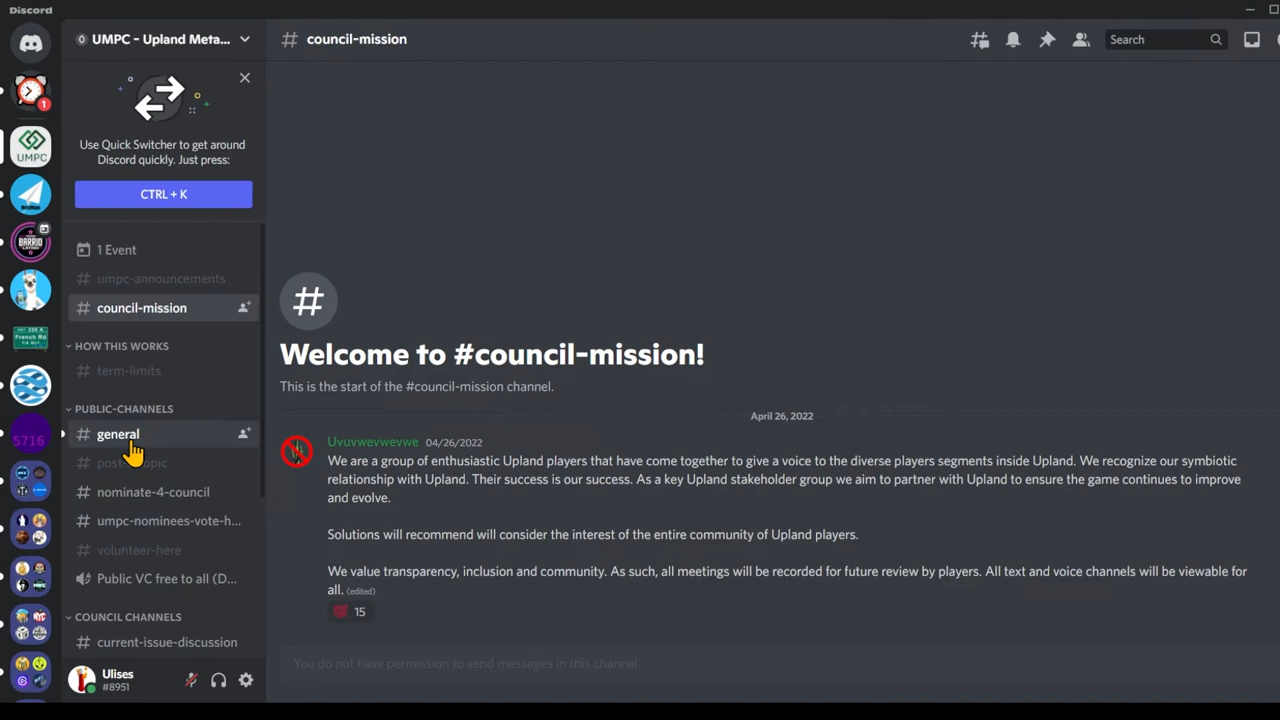 Discord
UMPC - Upland Meta...
council-mission
Search
Use Quick Switcher to get around
Discord quickly. Just press:
CTRL + K
1
UMPC
1 Event
umpc-announcements
council-mission
HOW THIS WORKS
term-limits
PUBLIC-CHANNELS
general
nominate-4-council
umpc-nominees-vote-h...
volunteer-here
Public VC free to all (D...
COUNCIL CHANNELS
current-issue-discussion
Ulises
#8951
French Rd
5716
Welcome to #council-mission!
This is the start of the #council-mission channel.
April 26, 2022
Uvuvwevwevwe 04/26/2022
We are a group of enthusiastic Upland players that have come together to give a voice to the diverse players segments inside Upland. We recognize our symbiotic
relationship with Upland. Their success is our success. As a key Upland stakeholder group we aim to partner with Upland to ensure the game continues to improve
and evolve.
Solutions will recommend will consider the interest of the entire community of Upland players.
We value transparency, inclusion and community. As such, all meetings will be recorded for future review by players. All text and voice channels will be viewable for
all. (edited)
15
You do not have permission to send messages in this channel.